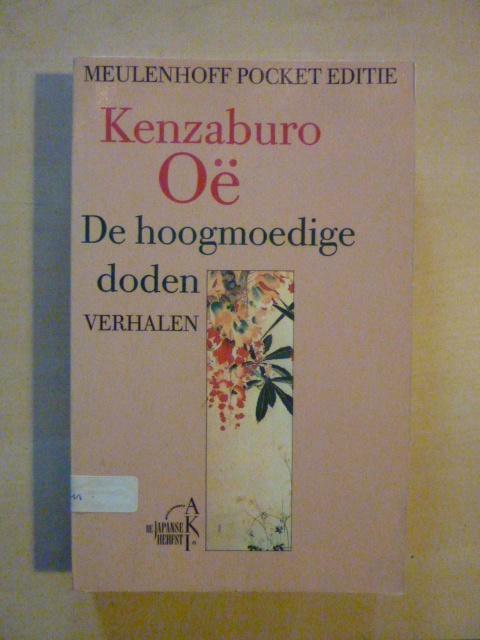 MEULENHOFF POCKET EDITIE
Kenzaburo
Oë
De hoogmoedige
doden
VERHALEN
DE JAPANSE
HERFST
AKI